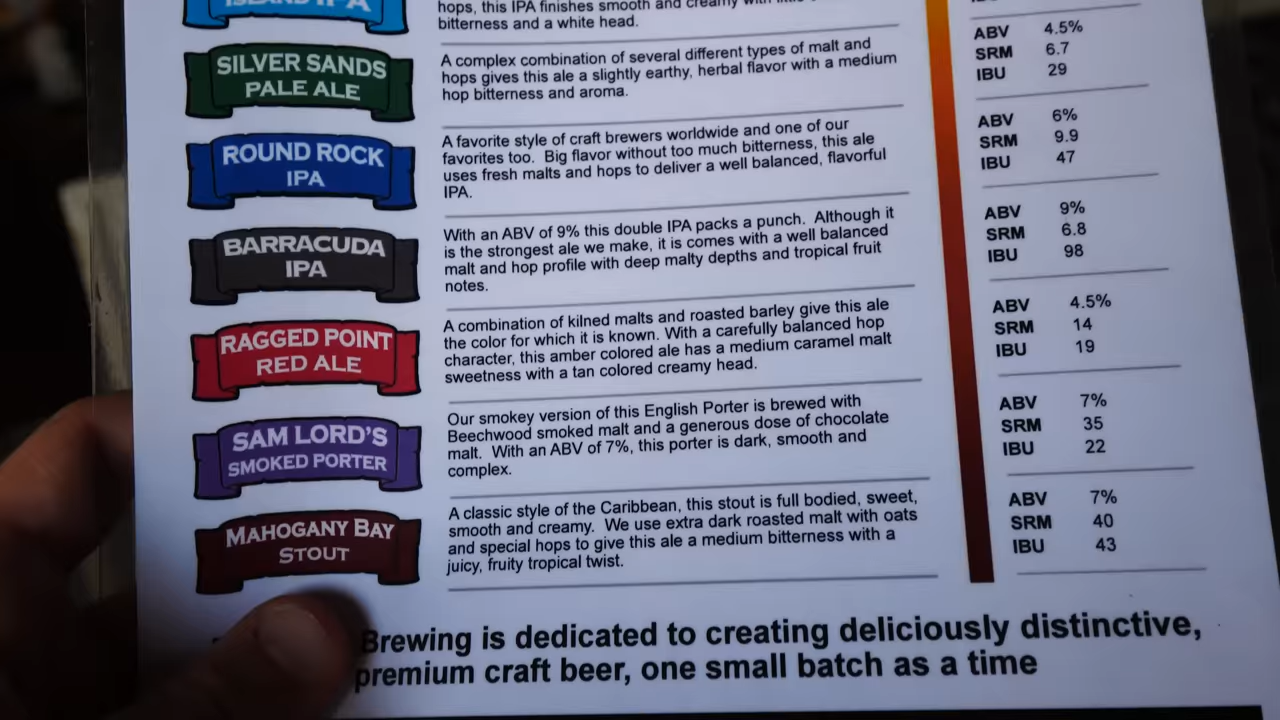 ISLAND IPA
hops, this IPA finishes smooth and creamy with little
bitterness and a white head.
SILVER SANDS
PALE ALE
A complex combination of several different types of malt and
hops gives this ale a slightly earthy, herbal flavor with a medium
hop bitterness and aroma.
ABV 4.5%
SRM 6.7
IBU 29
ROUND ROCK
IPA
A favorite style of craft brewers worldwide and one of our
favorites too. Big flavor without too much bitterness, this ale
uses fresh malts and hops to deliver a well balanced, flavorful
IPA.
ABV 6%
SRM 9.9
IBU 47
BARRACUDA
IPA
With an ABV of 9% this double IPA packs a punch. Although it
is the strongest ale we make, it is comes with a well balanced
malt and hop profile with deep malty depths and tropical fruit
notes.
ABV 9%
SRM 6.8
IBU 98
RAGGED POINT
RED ALE
A combination of kilned malts and roasted barley give this ale
the color for which it is known. With a carefully balanced hop
character, this amber colored ale has a medium caramel malt
sweetness with a tan colored creamy head.
ABV 4.5%
SRM 14
IBU 19
SAM LORD'S
SMOKED PORTER
Our smokey version of this English Porter is brewed with
Beechwood smoked malt and a generous dose of chocolate
malt. With an ABV of 7%, this porter is dark, smooth and
complex.
ABV 7%
SRM 35
IBU 22
MAHOGANY BAY
STOUT
A classic style of the Caribbean, this stout is full bodied, sweet,
smooth and creamy. We use extra dark roasted malt with oats
and special hops to give this ale a medium bitterness with a
juicy, fruity tropical twist.
ABV 7%
SRM 40
IBU 43
Brewing is dedicated to creating deliciously distinctive,
premium craft beer, one small batch as a time